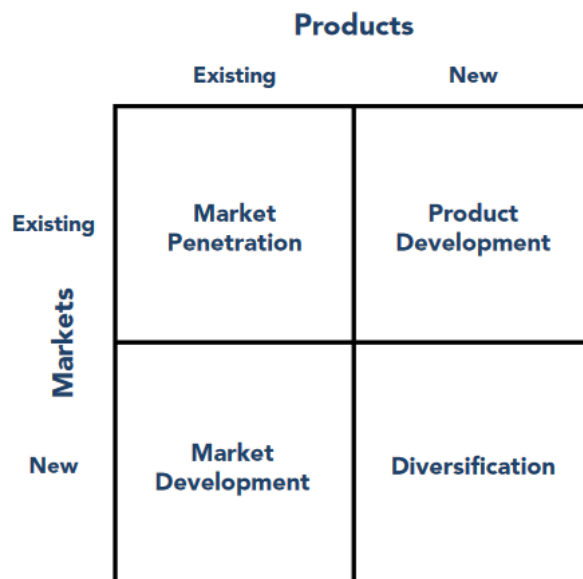 Products
Existing New
Existing
Market
Penetration
Product
Development
Markets
New
Market
Development
Diversification